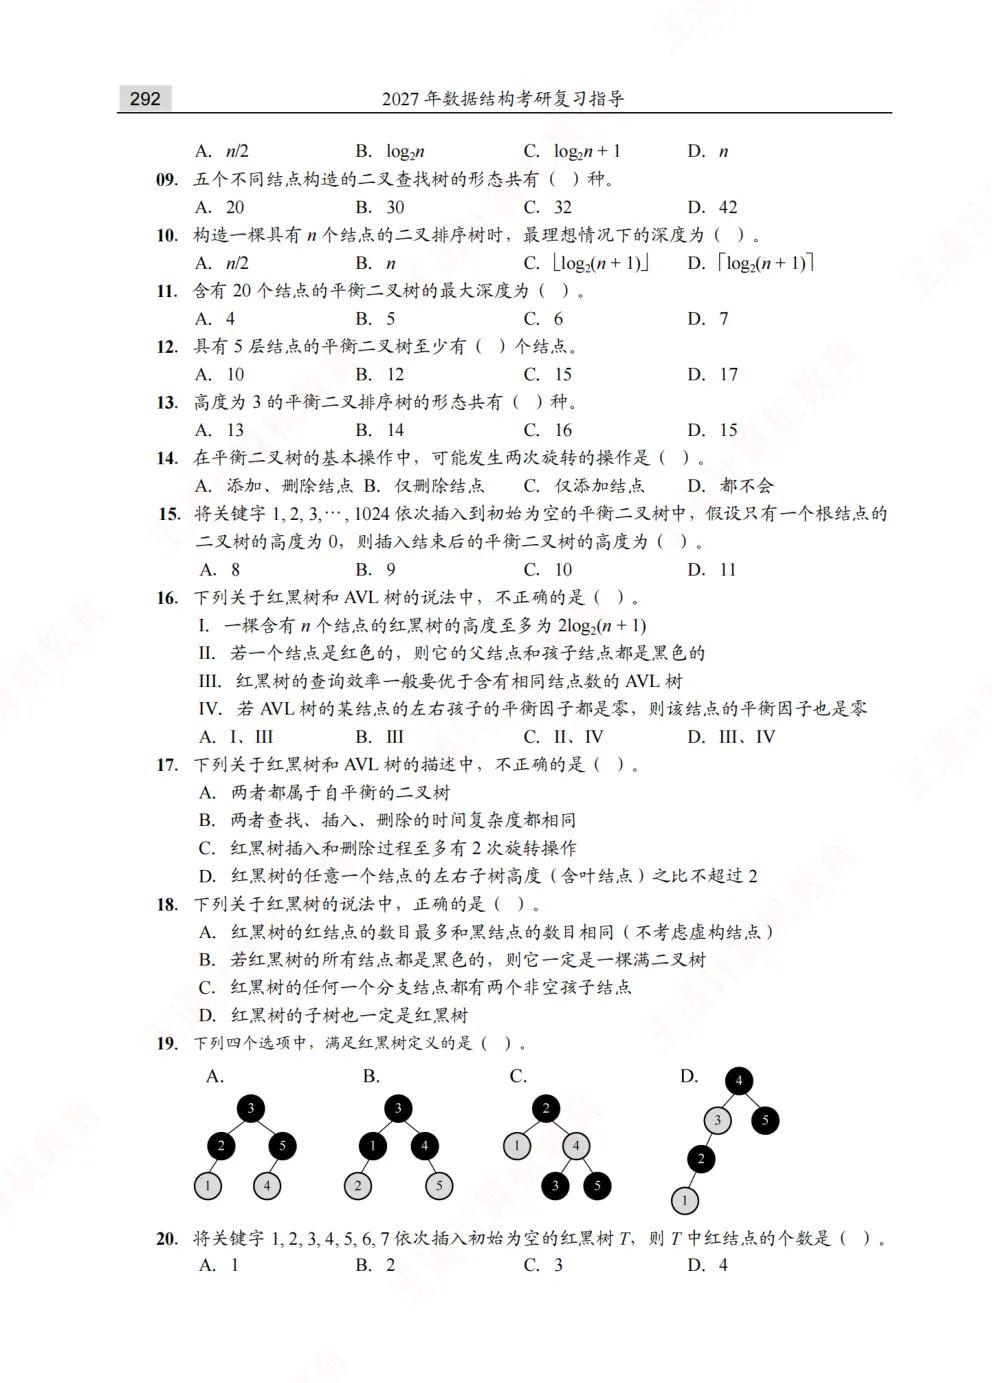 292
2027 年数据结构考研复习指导
A. n/2 B. log₂n C. log₂n + 1 D. n
09. 五个不同结点构造的二叉查找树的形态共有（ ）种。
A. 20 B. 30 C. 32 D. 42
10. 构造一棵具有 n 个结点的二叉排序树时，最理想情况下的深度为（ ）。
A. n/2 B. n C. ⌊log₂(n + 1)⌋ D. ⌈log₂(n + 1)⌉
11. 含有 20 个结点的平衡二叉树的最大深度为（ ）。
A. 4 B. 5 C. 6 D. 7
12. 具有 5 层结点的平衡二叉树至少有（ ）个结点。
A. 10 B. 12 C. 15 D. 17
13. 高度为 3 的平衡二叉排序树的形态共有（ ）种。
A. 13 B. 14 C. 16 D. 15
14. 在平衡二叉树的基本操作中，可能发生两次旋转的操作是（ ）。
A. 添加、删除结点 B. 仅删除结点 C. 仅添加结点 D. 都不会
15. 将关键字 1, 2, 3,⋯, 1024 依次插入到初始为空的平衡二叉树中，假设只有一个根结点的
二叉树的高度为 0，则插入结束后的平衡二叉树的高度为（ ）。
A. 8 B. 9 C. 10 D. 11
16. 下列关于红黑树和 AVL 树的说法中，不正确的是（ ）。
I. 一棵含有 n 个结点的红黑树的高度至多为 2log₂(n + 1)
II. 若一个结点是红色的，则它的父结点和孩子结点都是黑色的
III. 红黑树的查询效率一般要优于含有相同结点数的 AVL 树
IV. 若 AVL 树的某结点的左右孩子的平衡因子都是零，则该结点的平衡因子也是零
A. I、III B. III C. II、IV D. III、IV
17. 下列关于红黑树和 AVL 树的描述中，不正确的是（ ）。
A. 两者都属于自平衡的二叉树
B. 两者查找、插入、删除的时间复杂度都相同
C. 红黑树插入和删除过程至多有 2 次旋转操作
D. 红黑树的任意一个结点的左右子树高度（含叶结点）之比不超过 2
18. 下列关于红黑树的说法中，正确的是（ ）。
A. 红黑树的红结点的数目最多和黑结点的数目相同（不考虑虚构结点）
B. 若红黑树的所有结点都是黑色的，则它一定是一棵满二叉树
C. 红黑树的任何一个分支结点都有两个非空孩子结点
D. 红黑树的子树也一定是红黑树
19. 下列四个选项中，满足红黑树定义的是（ ）。
A. B. C. D. 4
3 3 2 3 5
2 5 1 4 1 4 2
1 4 2 5 3 5 1
20. 将关键字 1, 2, 3, 4, 5, 6, 7 依次插入初始为空的红黑树 T，则 T 中红结点的个数是（ ）。
A. 1 B. 2 C. 3 D. 4